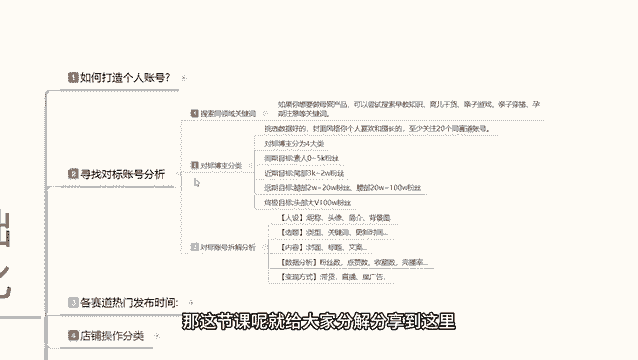 1 如何打造个人账号?
2 寻找对标账号分析
1 搜索同领域关键词
如果你想要做母婴产品，可以尝试搜索早教知识、育儿干货、亲子游戏、亲子穿搭、孕期注意等关键词。
2 对标博主分类
挑选数据好的、封面风格你个人喜欢和擅长的，至少关注20个同赛道账号。
对标博主分为4大类
周期目标:素人0~5k粉丝
近期目标:尾部3k~2w粉丝
远期目标:腰部2w~20w粉丝，腰部20w~100w粉丝
终极目标:头部大V100w粉丝
3 对标账号拆解分析
【人设】:昵称、头像、简介、背景图
【选题】:类型、关键词、更新时间...
【内容】:封面、标题、文案...
【数据分析】粉丝数、点赞数、收藏数、完播率...
【变现方式】:带货、直播、接广告.
3 各赛道热门发布时间:
4 店铺操作分类
那这节课呢就给大家分解分享到这里